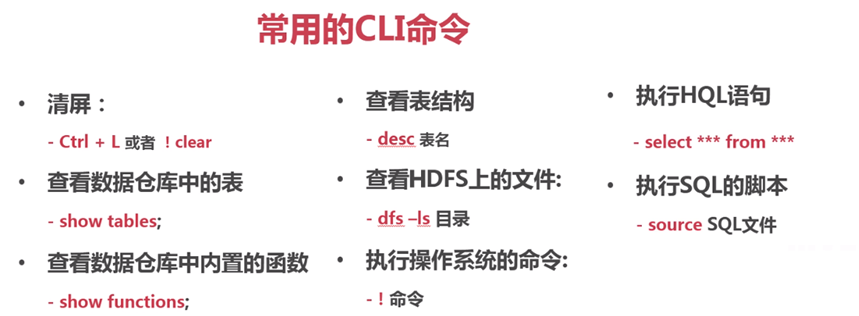 常用的CLI命令
• 清屏：
- Ctrl + L 或者 ! clear
• 查看数据仓库中的表
- show tables;
• 查看数据仓库中内置的函数
- show functions;
• 查看表结构
- desc 表名
• 查看HDFS上的文件:
- dfs –ls 目录
• 执行操作系统的命令:
- ! 命令
• 执行HQL语句
- select *** from ***
• 执行SQL的脚本
- source SQL文件